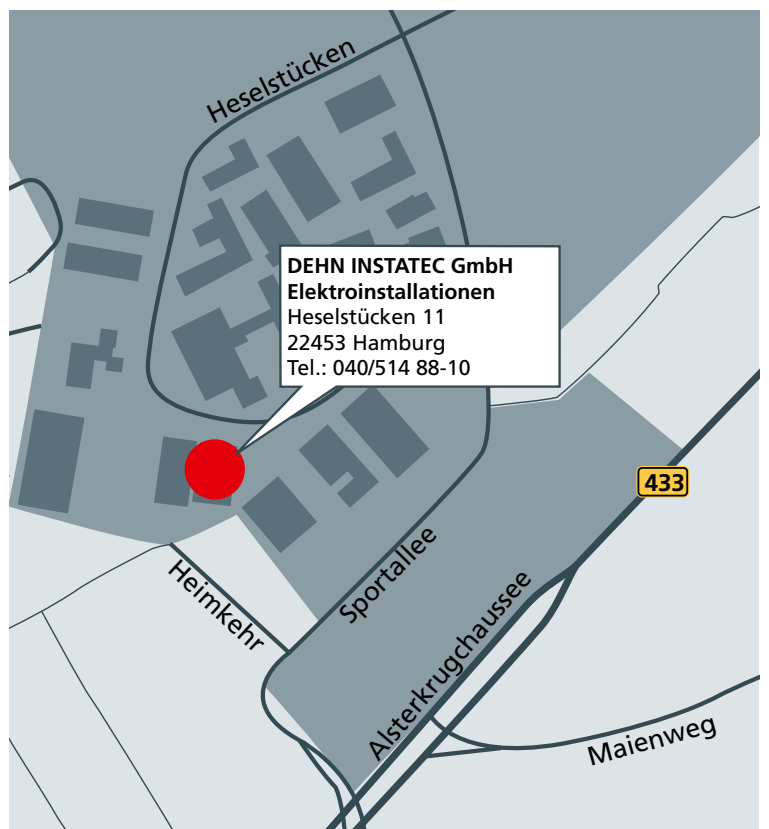 Heselstücken
DEHN INSTATEC GmbH
Elektroinstallationen
Heselstücken 11
22453 Hamburg
Tel.: 040/514 88-10
433
Sportallee
Heimkehr
Alsterkrugchaussee
Maienweg